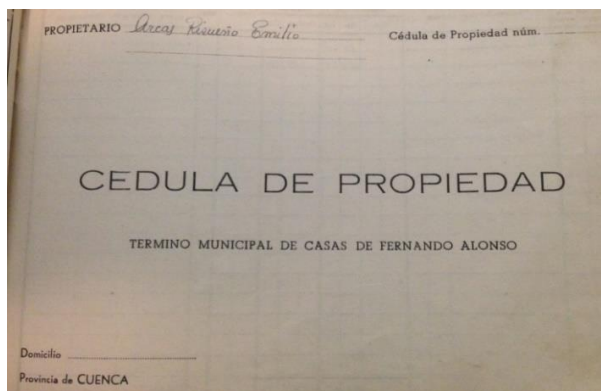 PROPIETARIO Arcas Risueño Emilio Cédula de Propiedad núm.
CEDULA DE PROPIEDAD
TERMINO MUNICIPAL DE CASAS DE FERNANDO ALONSO
Domicilio
Provincia de CUENCA